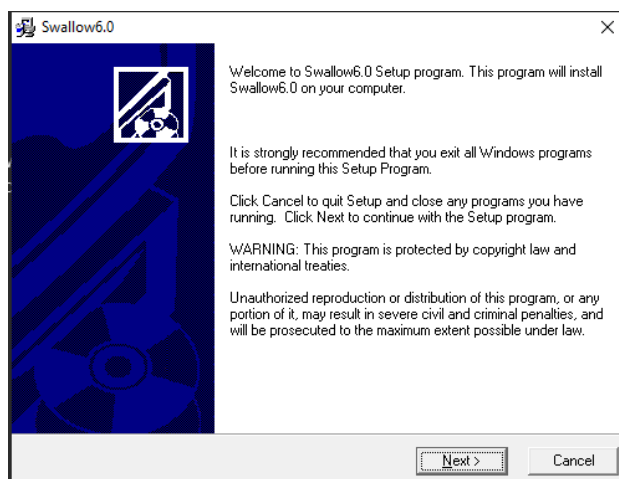 Swallow6.0
Welcome to Swallow6.0 Setup program. This program will install
Swallow6.0 on your computer.
It is strongly recommended that you exit all Windows programs
before running this Setup Program.
Click Cancel to quit Setup and close any programs you have
running. Click Next to continue with the Setup program.
WARNING: This program is protected by copyright law and
international treaties.
Unauthorized reproduction or distribution of this program, or any
portion of it, may result in severe civil and criminal penalties, and
will be prosecuted to the maximum extent possible under law.
Next >
Cancel